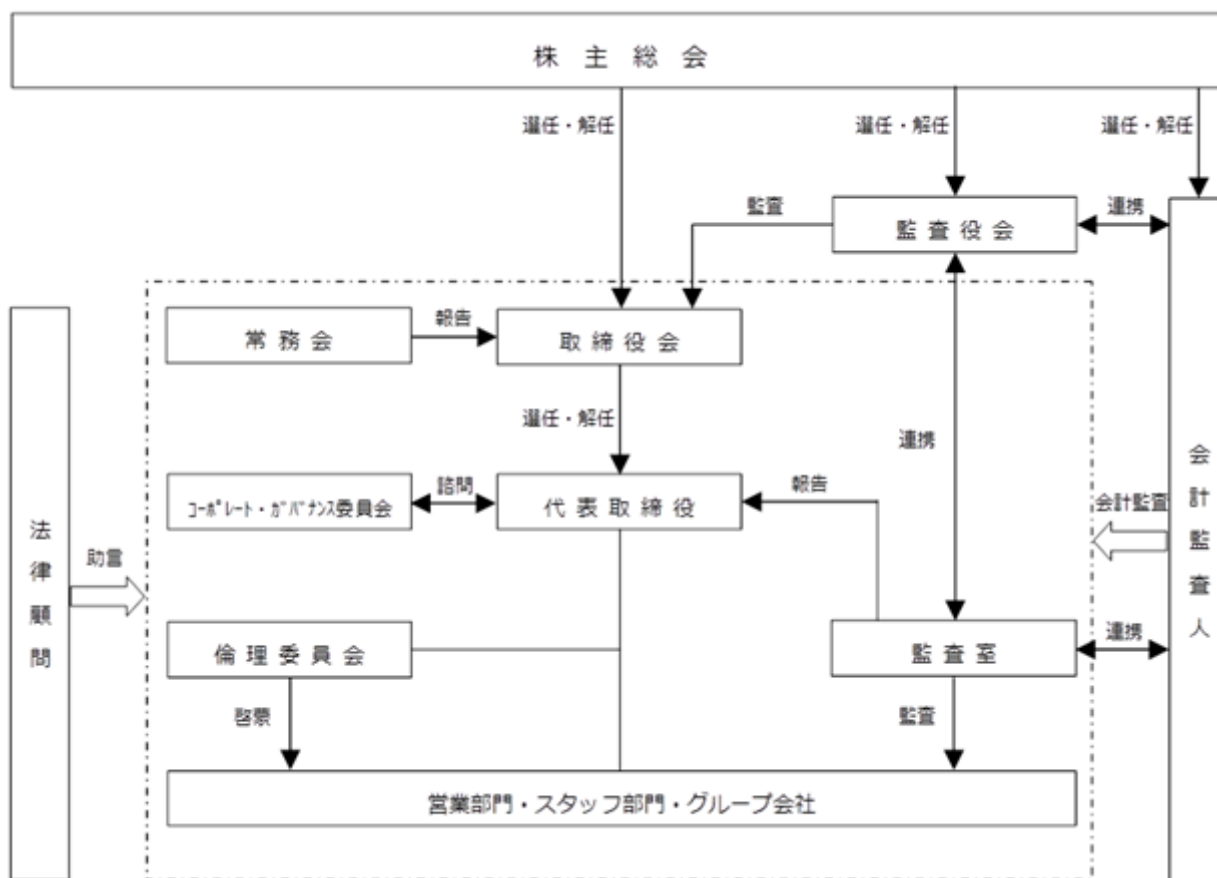 株主総会
選任・解任
選任・解任
選任・解任
監査
監査役会
連携
常務会
報告
取締役会
選任・解任
連携
コーポレート・ガバナンス委員会
諮問
代表取締役
報告
会計監査
会計監査人
法律顧問
助言
倫理委員会
監査室
連携
啓蒙
監査
営業部門・スタッフ部門・グループ会社